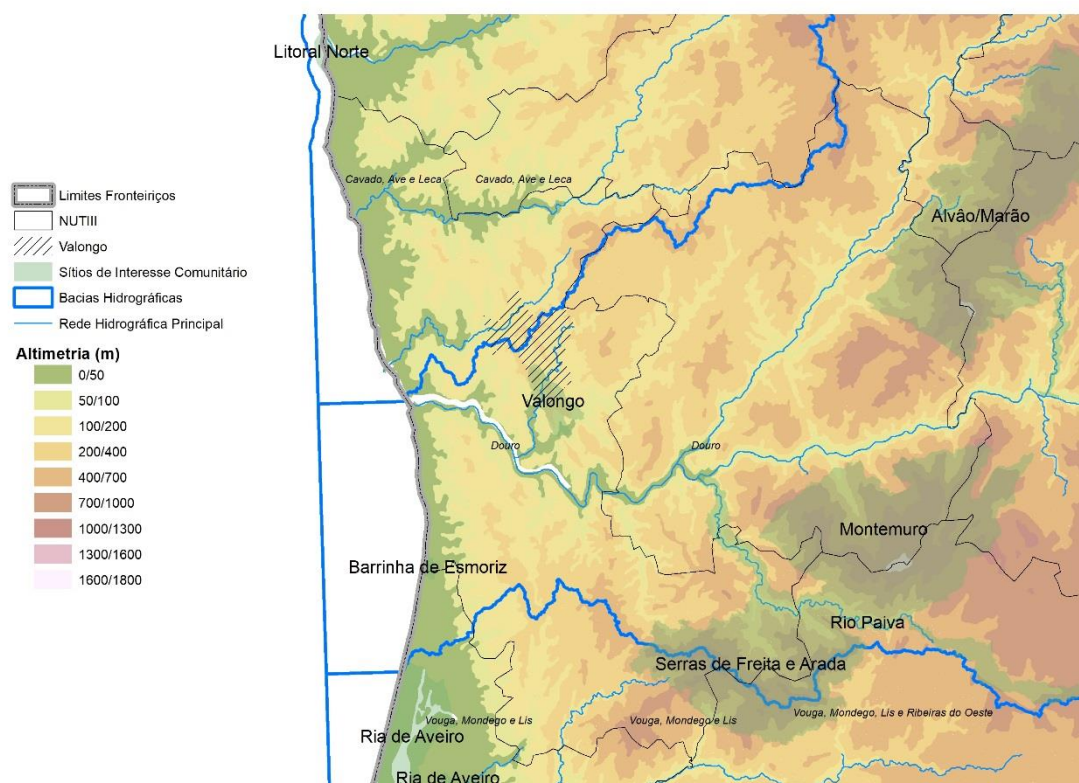 Litoral Norte
Cavado, Ave e Leca
Cavado, Ave e Leca
Alvão/Marão
Limites Fronteiriços
NUTIII
Valongo
Sítios de Interesse Comunitário
Bacias Hidrográficas
Rede Hidrográfica Principal
Altimetria (m)
0/50
50/100
100/200
200/400
400/700
700/1000
1000/1300
1300/1600
1600/1800
Valongo
Douro
Douro
Montemuro
Barrinha de Esmoriz
Rio Paiva
Serras de Freita e Arada
Vouga, Mondego e Lis
Vouga, Mondego e Lis
Vouga, Mondego, Lis e Ribeiras do Oeste
Ria de Aveiro
Ria de Aveiro